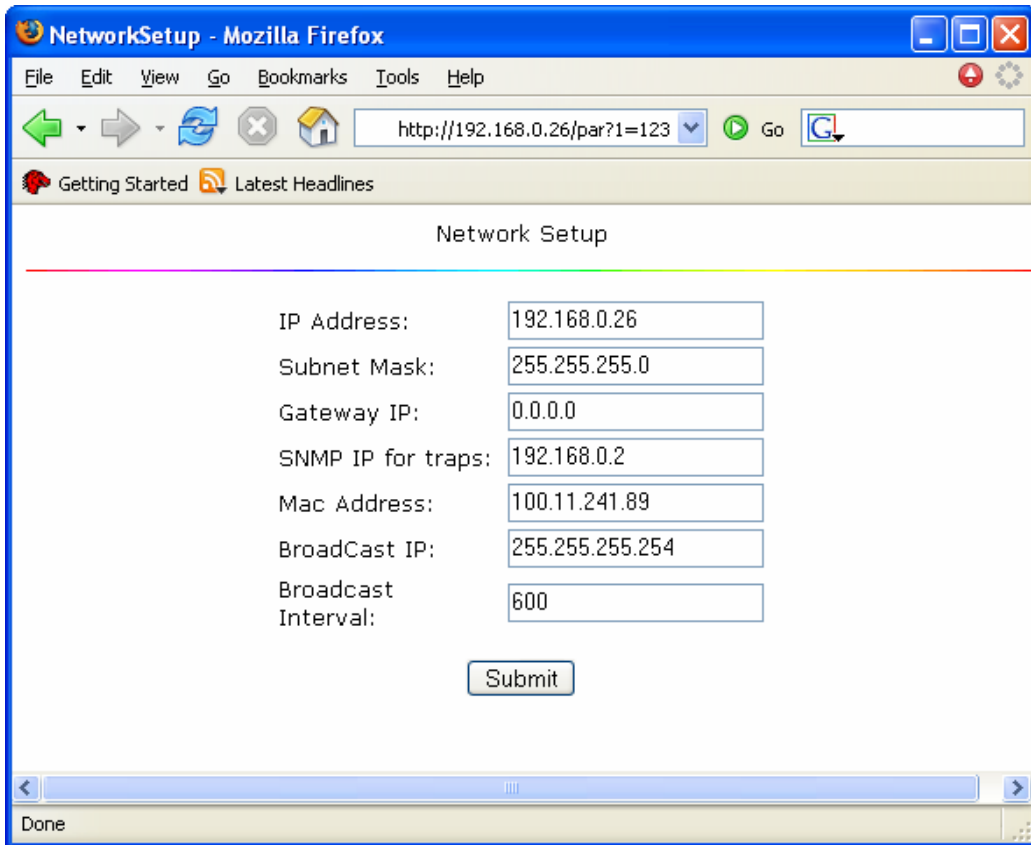 NetworkSetup - Mozilla Firefox
File Edit View Go Bookmarks Tools Help
http://192.168.0.26/par?1=123 Go G
Getting Started Latest Headlines
Network Setup
IP Address: 192.168.0.26
Subnet Mask: 255.255.255.0
Gateway IP: 0.0.0.0
SNMP IP for traps: 192.168.0.2
Mac Address: 100.11.241.89
BroadCast IP: 255.255.255.254
Broadcast
Interval: 600
Submit
Done